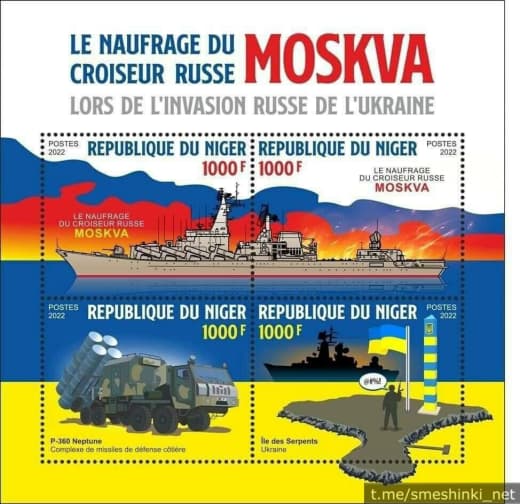 LE NAUFRAGE DU
CROISEUR RUSSE MOSKVA
LORS DE L'INVASION RUSSE DE L'UKRAINE
POSTES
2022
REPUBLIQUE DU NIGER
1000F
LE NAUFRAGE
DU CROISEUR RUSSE
MOSKVA
REPUBLIQUE DU NIGER
1000F
POSTES
2022
LE NAUFRAGE
DU CROISEUR RUSSE
MOSKVA
POSTES
2022
REPUBLIQUE DU NIGER
1000F
P-360 Neptune
Complexe de missiles de défense côtière
REPUBLIQUE DU NIGER
1000F
POSTES
2022
@#%!
Île des Serpents
Ukraine
t.me/smeshinki_net